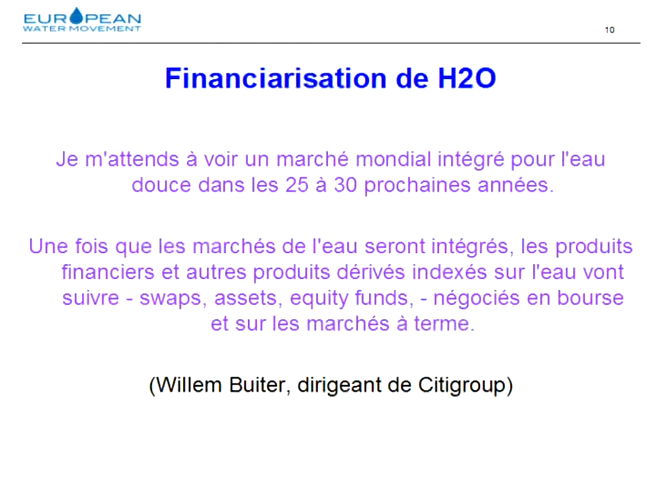 EUROPEAN
WATER MOVEMENT
10
Financiarisation de H2O
Je m'attends à voir un marché mondial intégré pour l'eau
douce dans les 25 à 30 prochaines années.
Une fois que les marchés de l'eau seront intégrés, les produits
financiers et autres produits dérivés indexés sur l'eau vont
suivre - swaps, assets, equity funds, - négociés en bourse
et sur les marchés à terme.
(Willem Buiter, dirigeant de Citigroup)